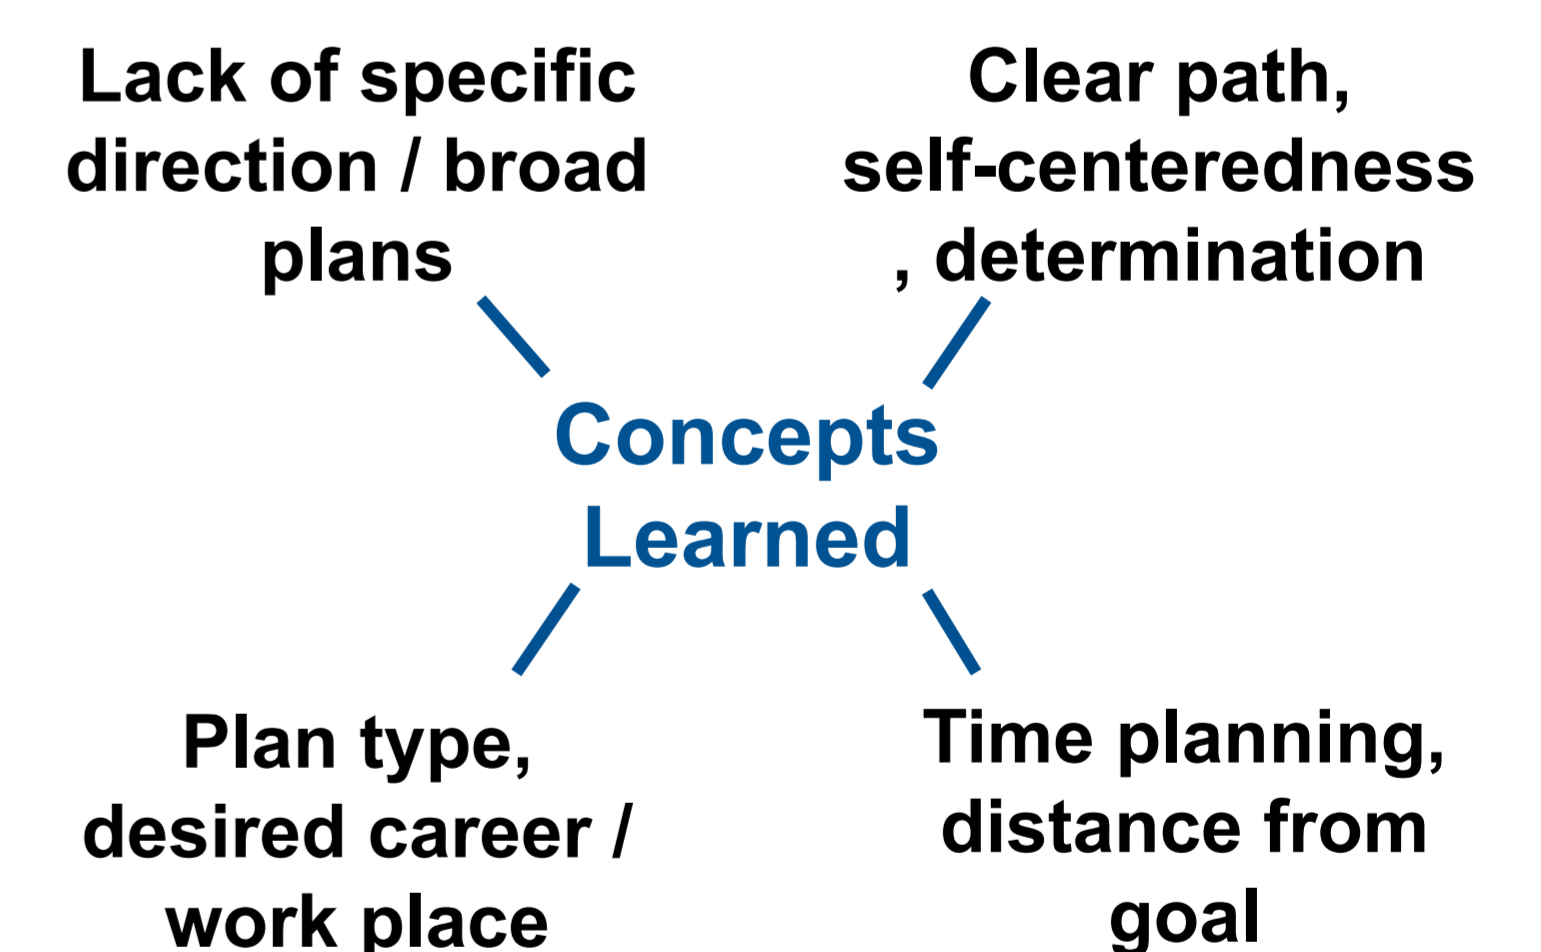 Lack of specific
direction / broad
plans
Clear path,
self-centeredness
, determination
Concepts
Learned
Plan type,
desired career /
work place
Time planning,
distance from
goal